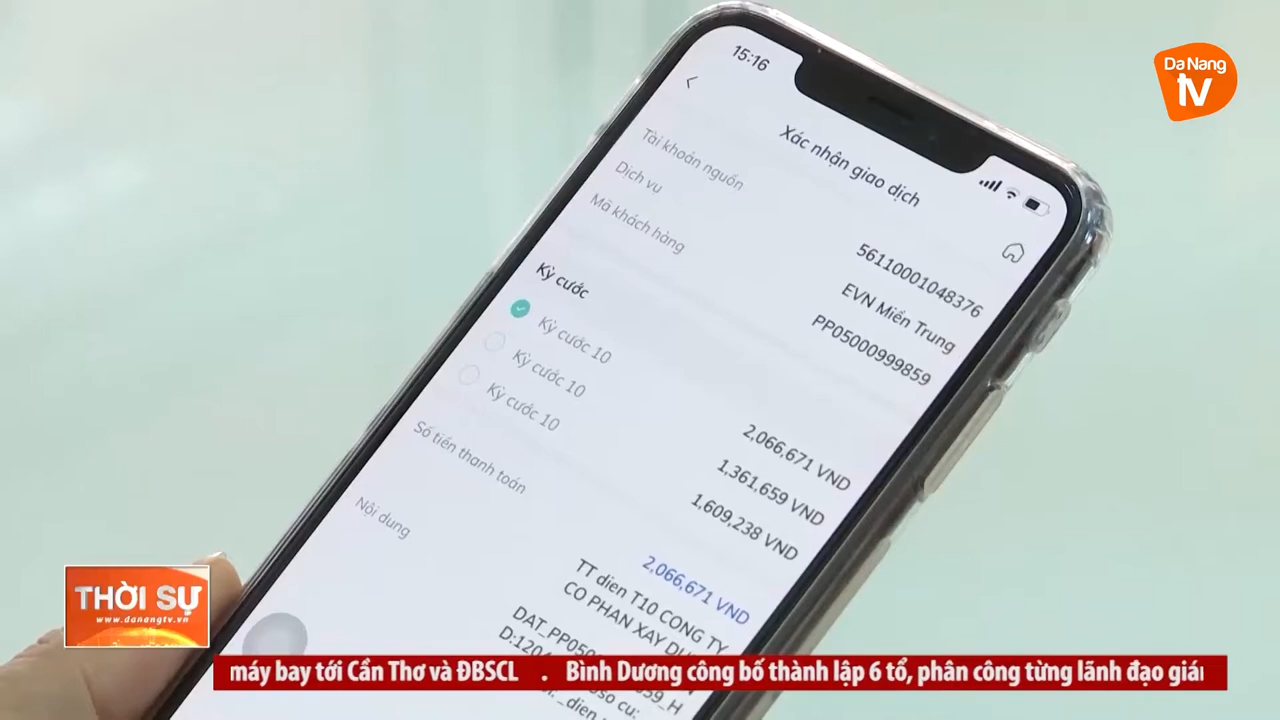 Da Nang
tv
15:16
Xác nhận giao dịch
Tài khoản nguồn
56110001048376
Dịch vụ
EVN Miền Trung
Mã khách hàng
PP05000999859
Kỳ cước
Kỳ cước 10
2,066,671 VND
Kỳ cước 10
1,361,659 VND
Kỳ cước 10
1,609,238 VND
Số tiền thanh toán
2,066,671 VND
Nội dung
TT dien T10 CONG TY
CO PHAN XAY
THỜI SỰ
www.danangtv.vn
máy bay tới Cần Thơ và ĐBSCL . Bình Dương công bố thành lập 6 tổ, phân công từng lãnh đạo